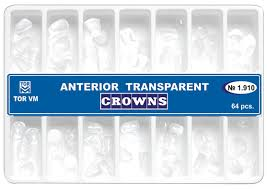 ANTERIOR TRANSPARENT
CROWNS
№ 1.910
TOR VM
64 pcs.